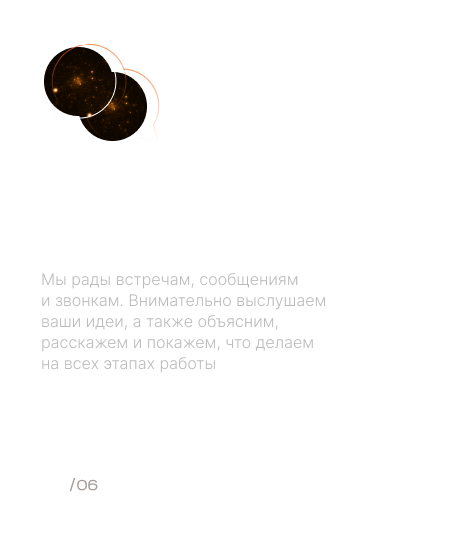 Мы рады встречам, сообщениям
и звонкам. Внимательно выслушаем
ваши идеи, а также объясним,
расскажем и покажем, что делаем
на всех этапах работы
/06